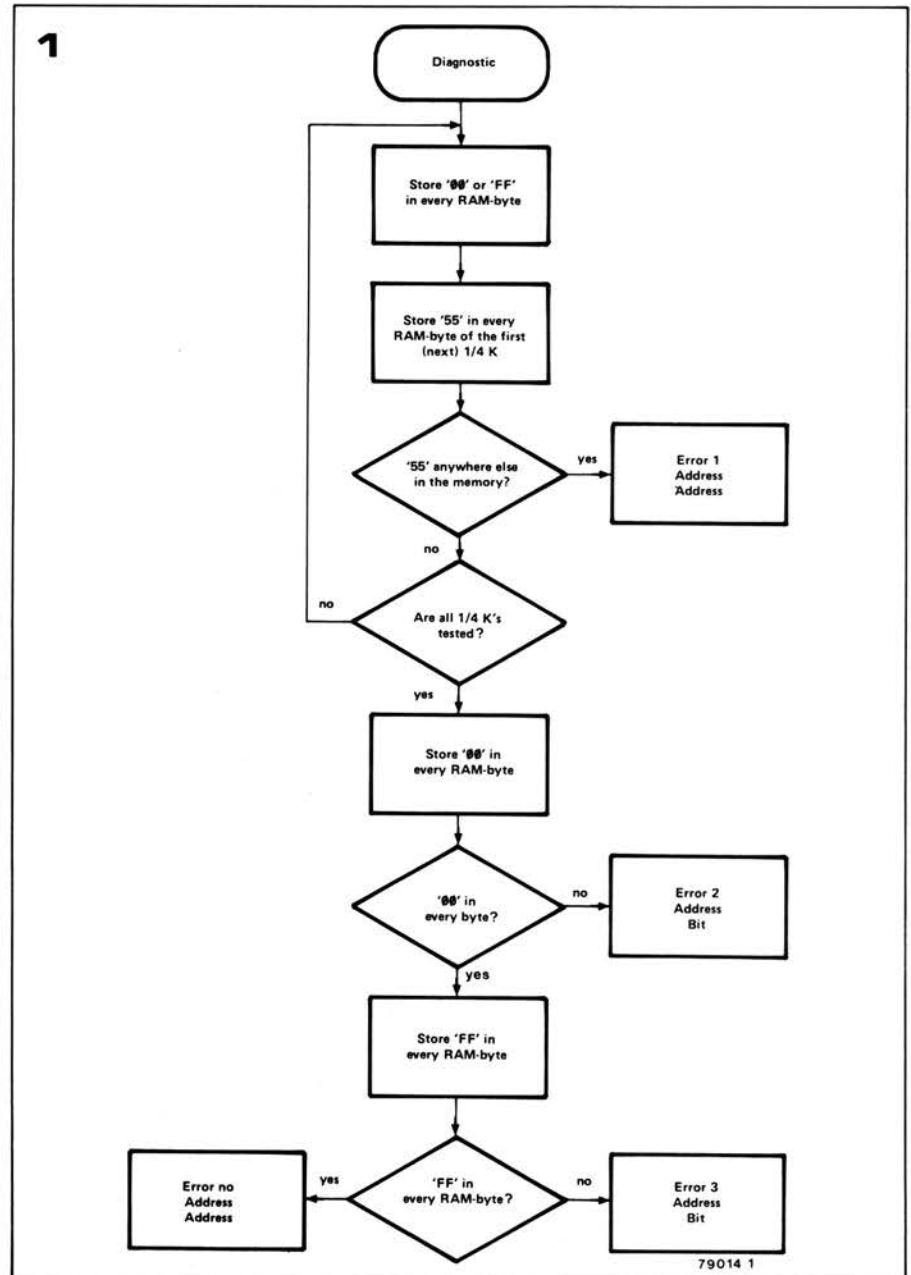 1
Diagnostic
Store '00' or 'FF'
in every RAM-byte
Store '55' in every
RAM-byte of the first
(next) 1/4 K
'55' anywhere else
in the memory?
yes
Error 1
Address
Address
no
Are all 1/4 K's
tested?
no
yes
Store '00' in
every RAM-byte
'00' in
every byte?
no
Error 2
Address
Bit
yes
Store 'FF' in
every RAM-byte
'FF' in
every RAM-byte?
yes
Error no
Address
Address
no
Error 3
Address
Bit
79014 1